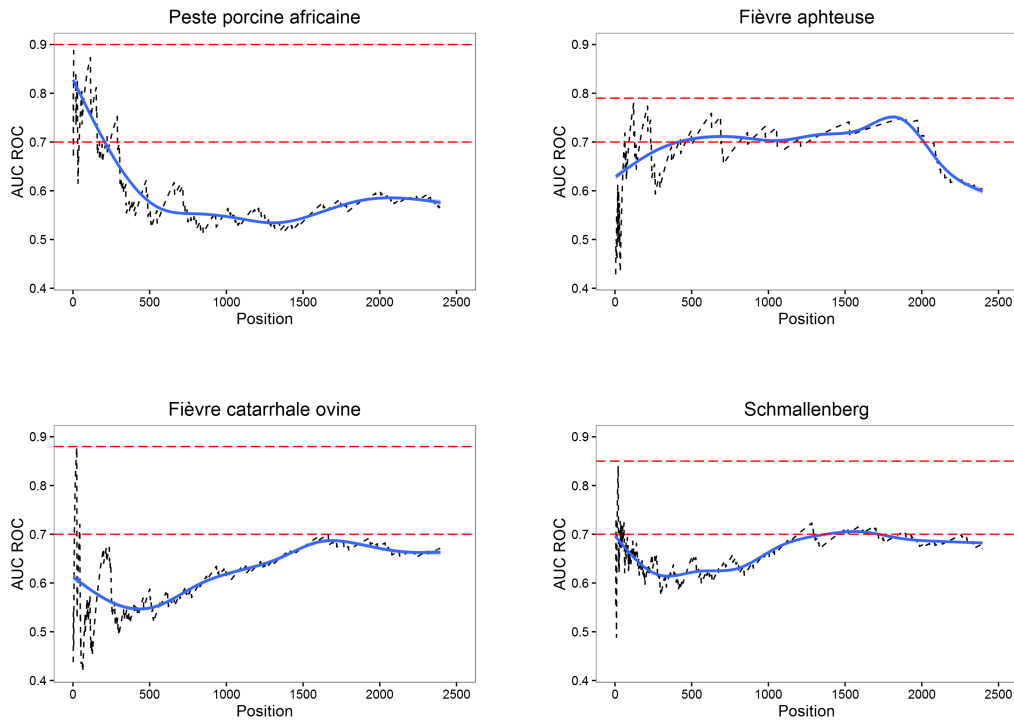 Peste porcine africaine
0.9
0.8
0.7
0.6
0.5
0.4
AUC ROC
0 500 1000 1500 2000 2500
Position
Fièvre aphteuse
0.9
0.8
0.7
0.6
0.5
0.4
AUC ROC
0 500 1000 1500 2000 2500
Position
Fièvre catarrhale ovine
0.9
0.8
0.7
0.6
0.5
0.4
AUC ROC
0 500 1000 1500 2000 2500
Position
Schmallenberg
0.9
0.8
0.7
0.6
0.5
0.4
AUC ROC
0 500 1000 1500 2000 2500
Position